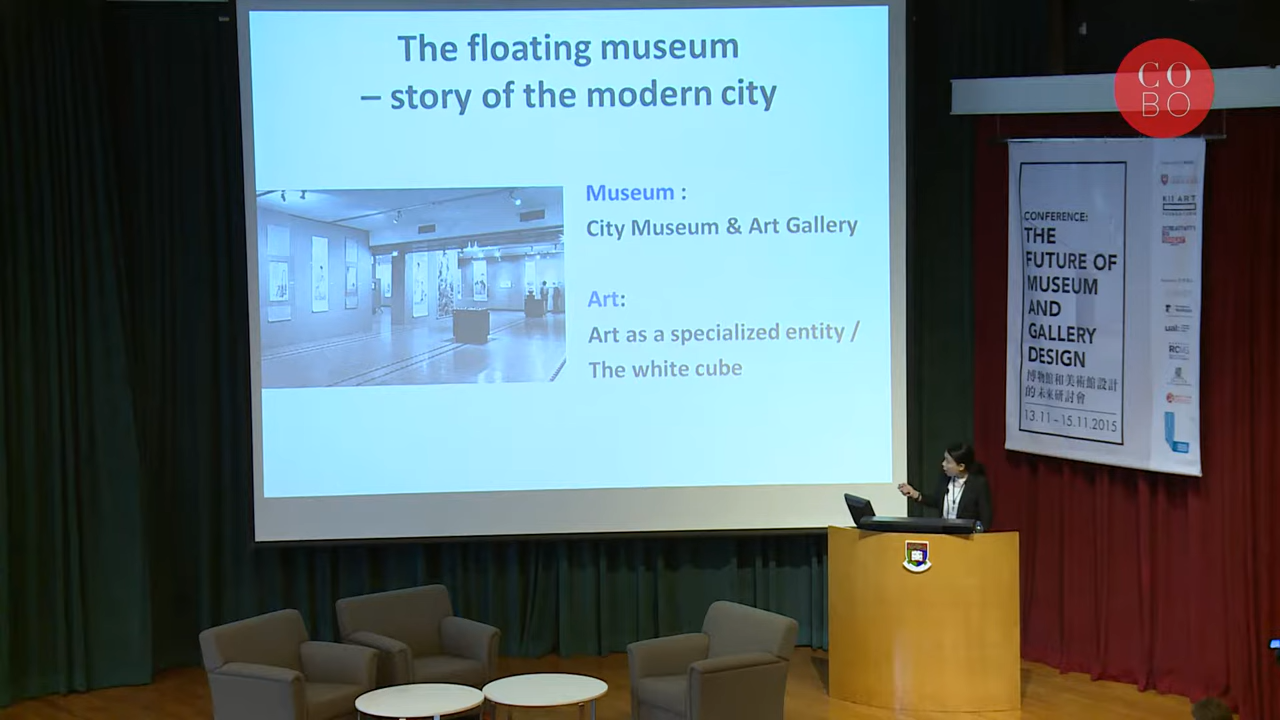 The floating museum
– story of the modern city
Museum :
City Museum & Art Gallery
Art:
Art as a specialized entity /
The white cube
CO
BO
CONFERENCE:
THE
FUTURE OF
MUSEUM
AND
GALLERY
DESIGN
博物館和美術館設計
的未來研討會
13.11 – 15.11.2015